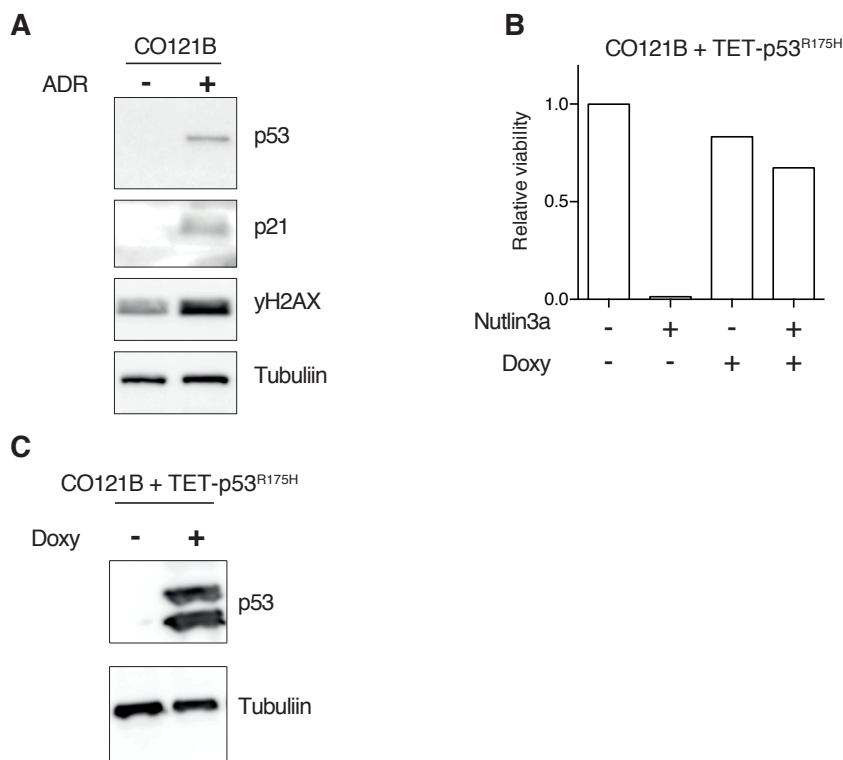 A
CO121B
ADR - +
p53
p21
yH2AX
Tubuliin
B
CO121B + TET-p53R175H
Relative viability
1.0
0.5
0.0
Nutlin3a - + - +
Doxy - - + +
C
CO121B + TET-p53R175H
Doxy - +
p53
Tubuliin